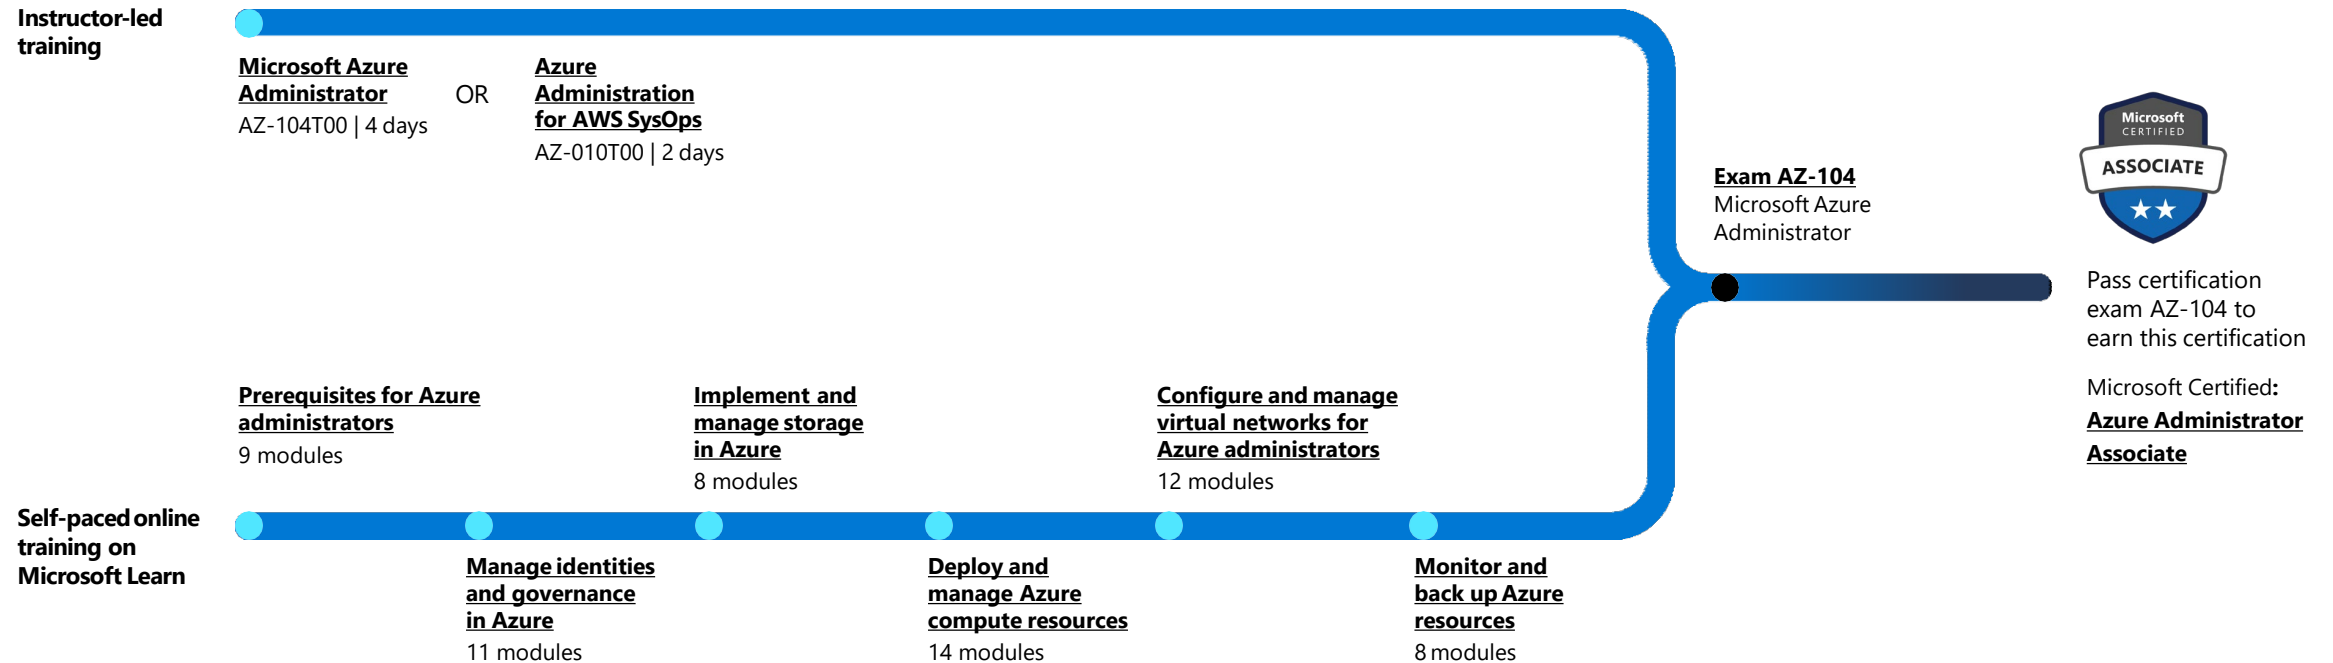 Instructor-led
training
Microsoft Azure
Administrator
AZ-104T00 | 4 days
OR
Azure
Administration
for AWS SysOps
AZ-010T00 | 2 days
Exam AZ-104
Microsoft Azure
Administrator
Microsoft
CERTIFIED
ASSOCIATE
Pass certification
exam AZ-104 to
earn this certification
Microsoft Certified:
Azure Administrator
Associate
Prerequisites for Azure
administrators
9 modules
Implement and
manage storage
in Azure
8 modules
Configure and manage
virtual networks for
Azure administrators
12 modules
Self-paced online
training on
Microsoft Learn
Manage identities
and governance
in Azure
11 modules
Deploy and
manage Azure
compute resources
14 modules
Monitor and
back up Azure
resources
8 modules